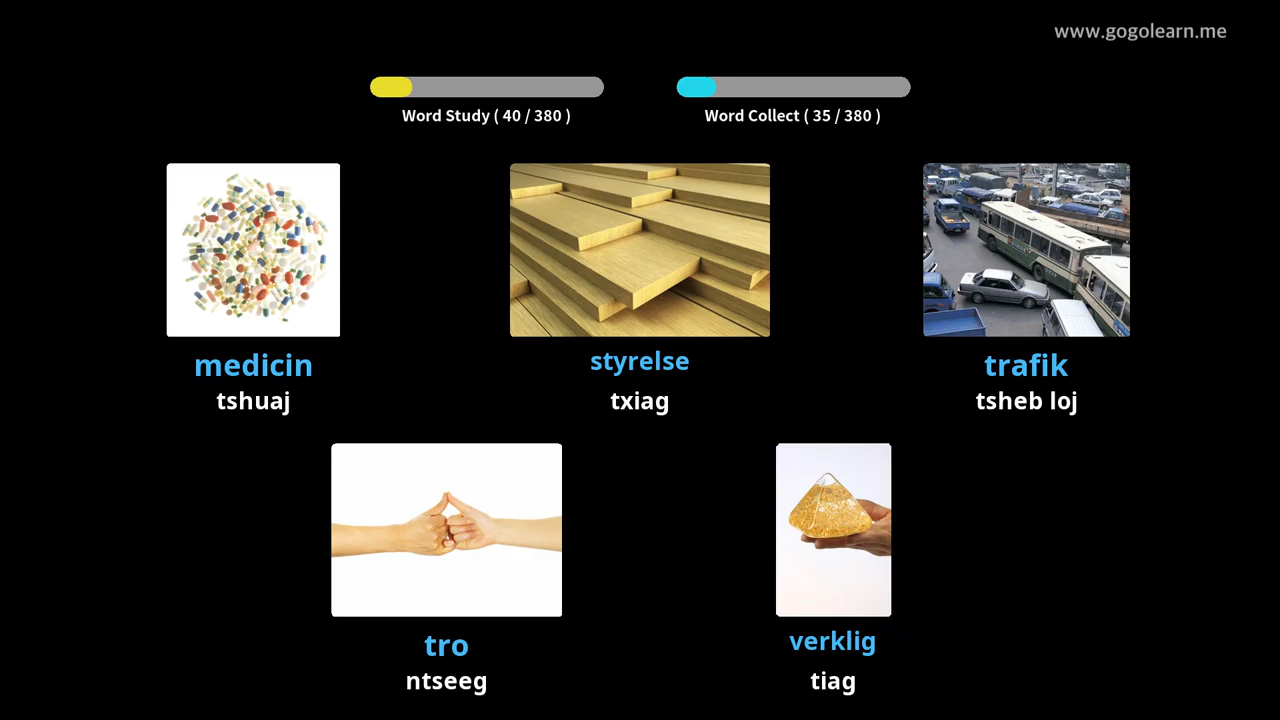 www.gogolearn.me
Word Study ( 40 / 380 )
Word Collect ( 35 / 380 )
medicin
tshuaj
styrelse
txiag
trafik
tsheb loj
tro
ntseeg
verklig
tiag